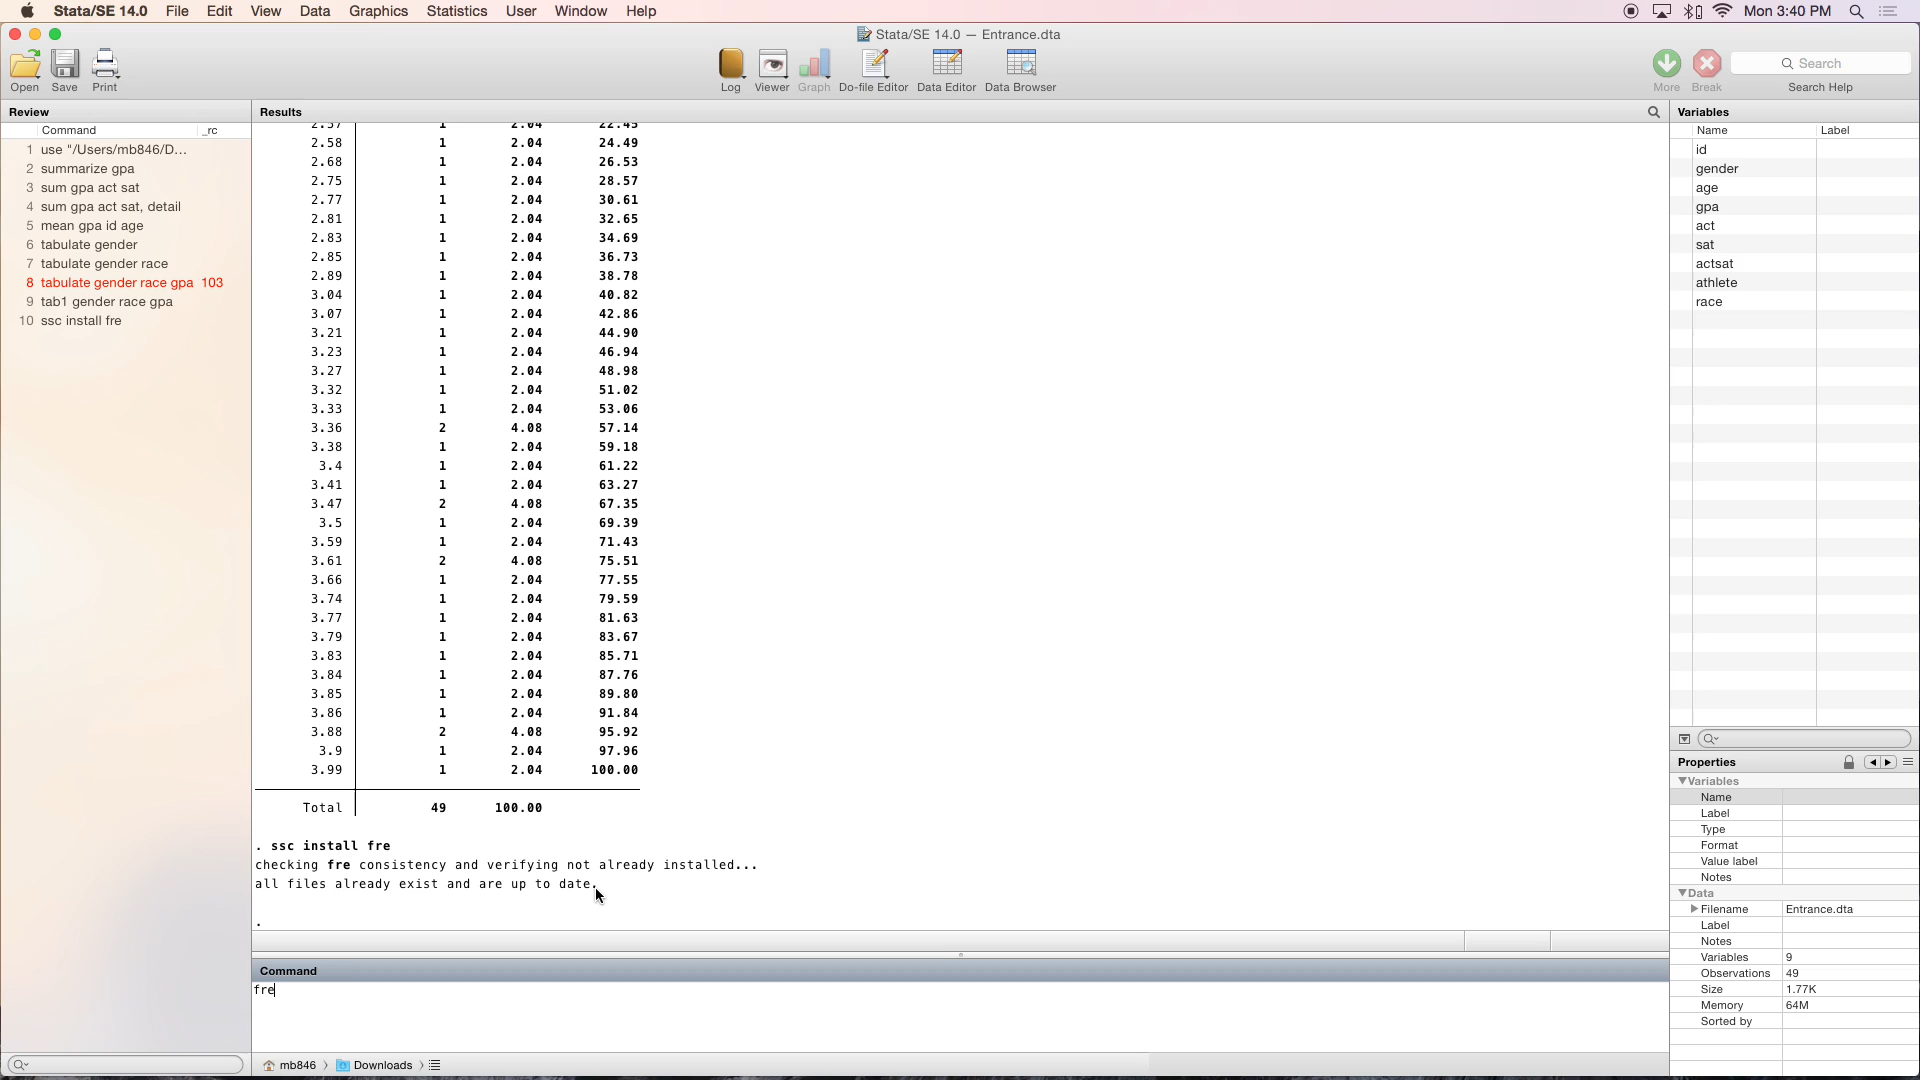 Stata/SE 14.0 File Edit View Data Graphics Statistics User Window Help Mon 3:40 PM
Stata/SE 14.0 — Entrance.dta
Open Save Print Log Viewer Graph Do-file Editor Data Editor Data Browser More Break Search
Search Help
Review
Command _rc
1 use "/Users/mb846/D...
2 summarize gpa
3 sum gpa act sat
4 sum gpa act sat, detail
5 mean gpa id age
6 tabulate gender
7 tabulate gender race
8 tabulate gender race gpa 103
9 tab1 gender race gpa
10 ssc install fre
Results
2.57 1 2.04 22.45
2.58 1 2.04 24.49
2.68 1 2.04 26.53
2.75 1 2.04 28.57
2.77 1 2.04 30.61
2.81 1 2.04 32.65
2.83 1 2.04 34.69
2.85 1 2.04 36.73
2.89 1 2.04 38.78
3.04 1 2.04 40.82
3.07 1 2.04 42.86
3.21 1 2.04 44.90
3.23 1 2.04 46.94
3.27 1 2.04 48.98
3.32 1 2.04 51.02
3.33 1 2.04 53.06
3.36 2 4.08 57.14
3.38 1 2.04 59.18
3.4 1 2.04 61.22
3.41 1 2.04 63.27
3.47 2 4.08 67.35
3.5 1 2.04 69.39
3.59 1 2.04 71.43
3.61 2 4.08 75.51
3.66 1 2.04 77.55
3.74 1 2.04 79.59
3.77 1 2.04 81.63
3.79 1 2.04 83.67
3.83 1 2.04 85.71
3.84 1 2.04 87.76
3.85 1 2.04 89.80
3.86 1 2.04 91.84
3.88 2 4.08 95.92
3.9 1 2.04 97.96
3.99 1 2.04 100.00
Total 49 100.00
. ssc install fre
checking fre consistency and verifying not already installed...
all files already exist and are up to date.
.
Command
fre
mb846 Downloads
Variables
Name Label
id
gender
age
gpa
act
sat
actsat
athlete
race
Properties
Variables
Name
Label
Type
Format
Value label
Notes
Data
Filename Entrance.dta
Label
Notes
Variables 9
Observations 49
Size 1.77K
Memory 64M
Sorted by